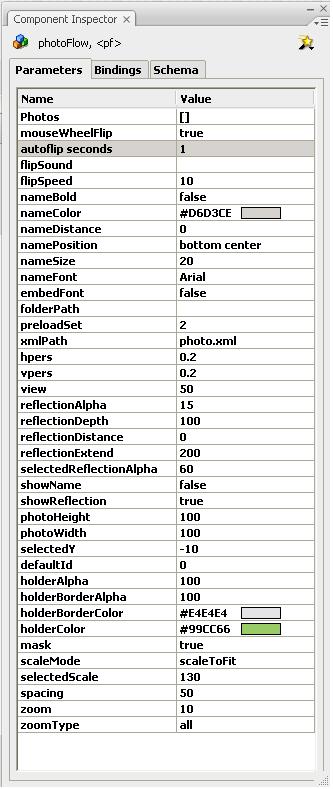 Component Inspector
photoFlow, <pf>
Parameters Bindings Schema
Name Value
Photos []
mouseWheelFlip true
autoflip seconds 1
flipSound
flipSpeed 10
nameBold false
nameColor #D6D3CE
nameDistance 0
namePosition bottom center
nameSize 20
nameFont Arial
embedFont false
folderPath
preloadSet 2
xmlPath photo.xml
hpers 0.2
vpers 0.2
view 50
reflectionAlpha 15
reflectionDepth 100
reflectionDistance 0
reflectionExtend 200
selectedReflectionAlpha 60
showName false
showReflection true
photoHeight 100
photoWidth 100
selectedY -10
defaultId 0
holderAlpha 100
holderBorderAlpha 100
holderBorderColor #E4E4E4
holderColor #99CC66
mask true
scaleMode scaleToFit
selectedScale 130
spacing 50
zoom 10
zoomType all